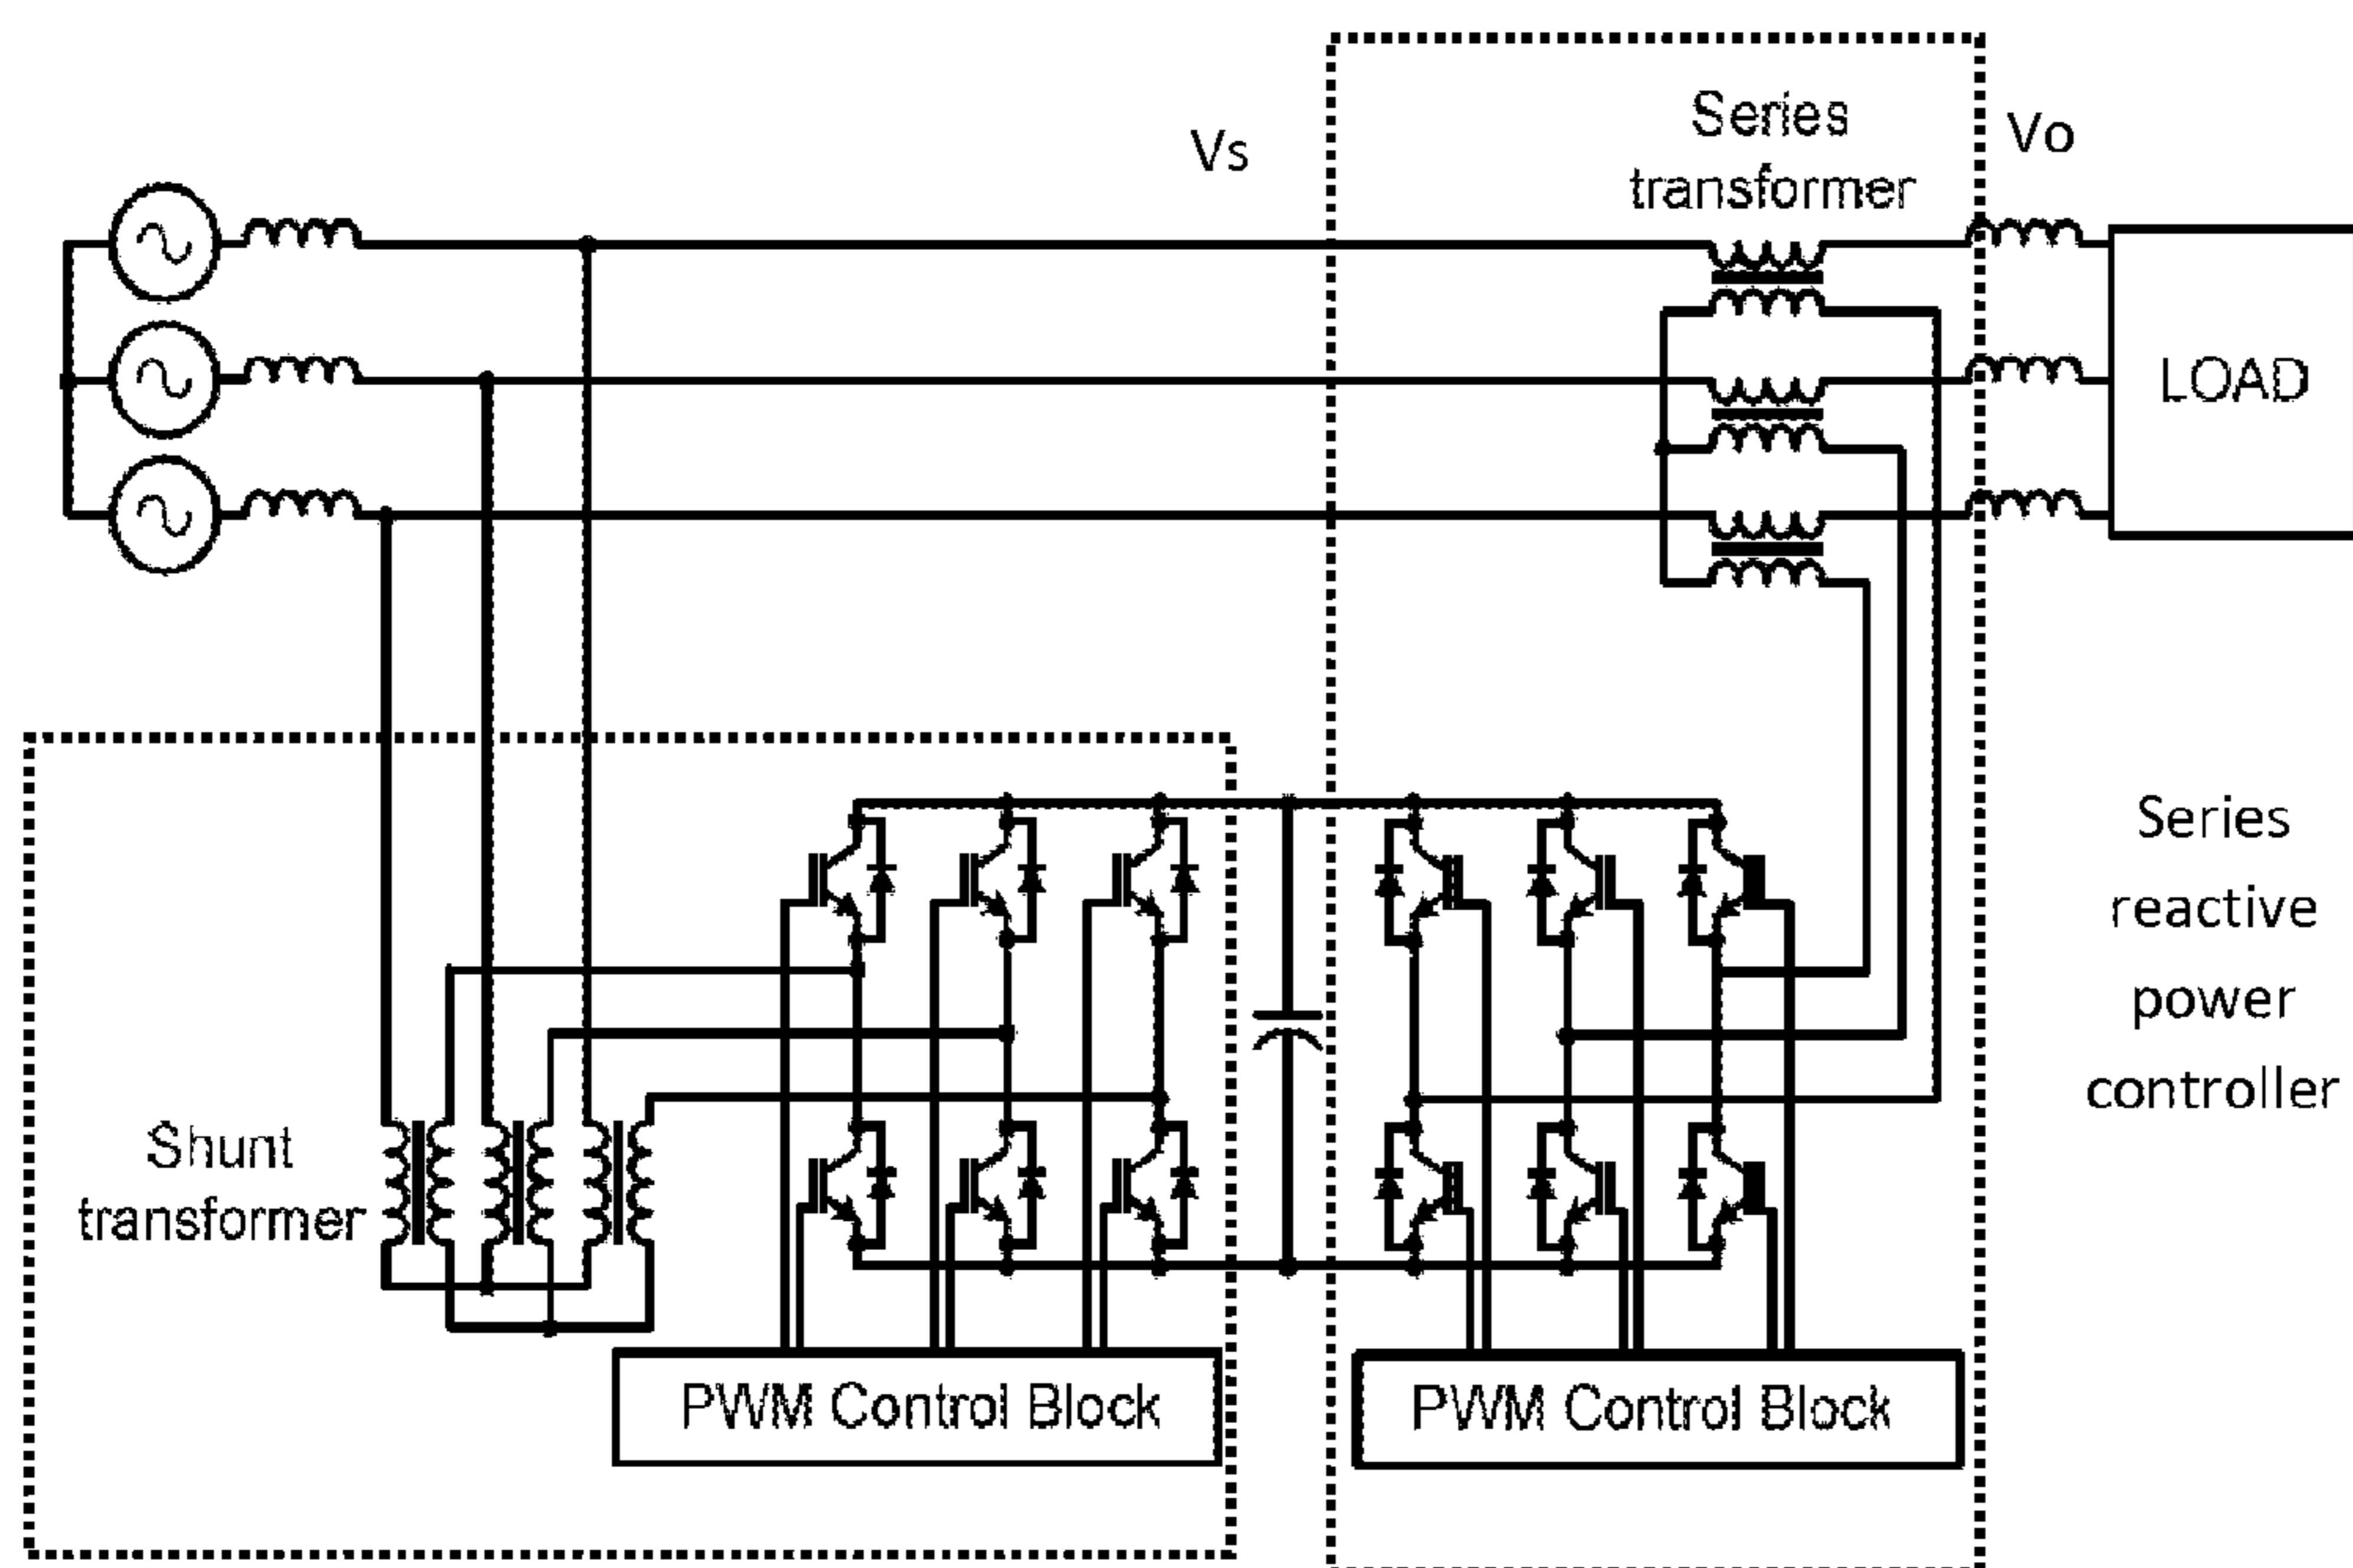 Vs
Series
transformer
Vo
LOAD
Series
reactive
power
controller
Shunt
transformer
PWM Control Block
PWM Control Block